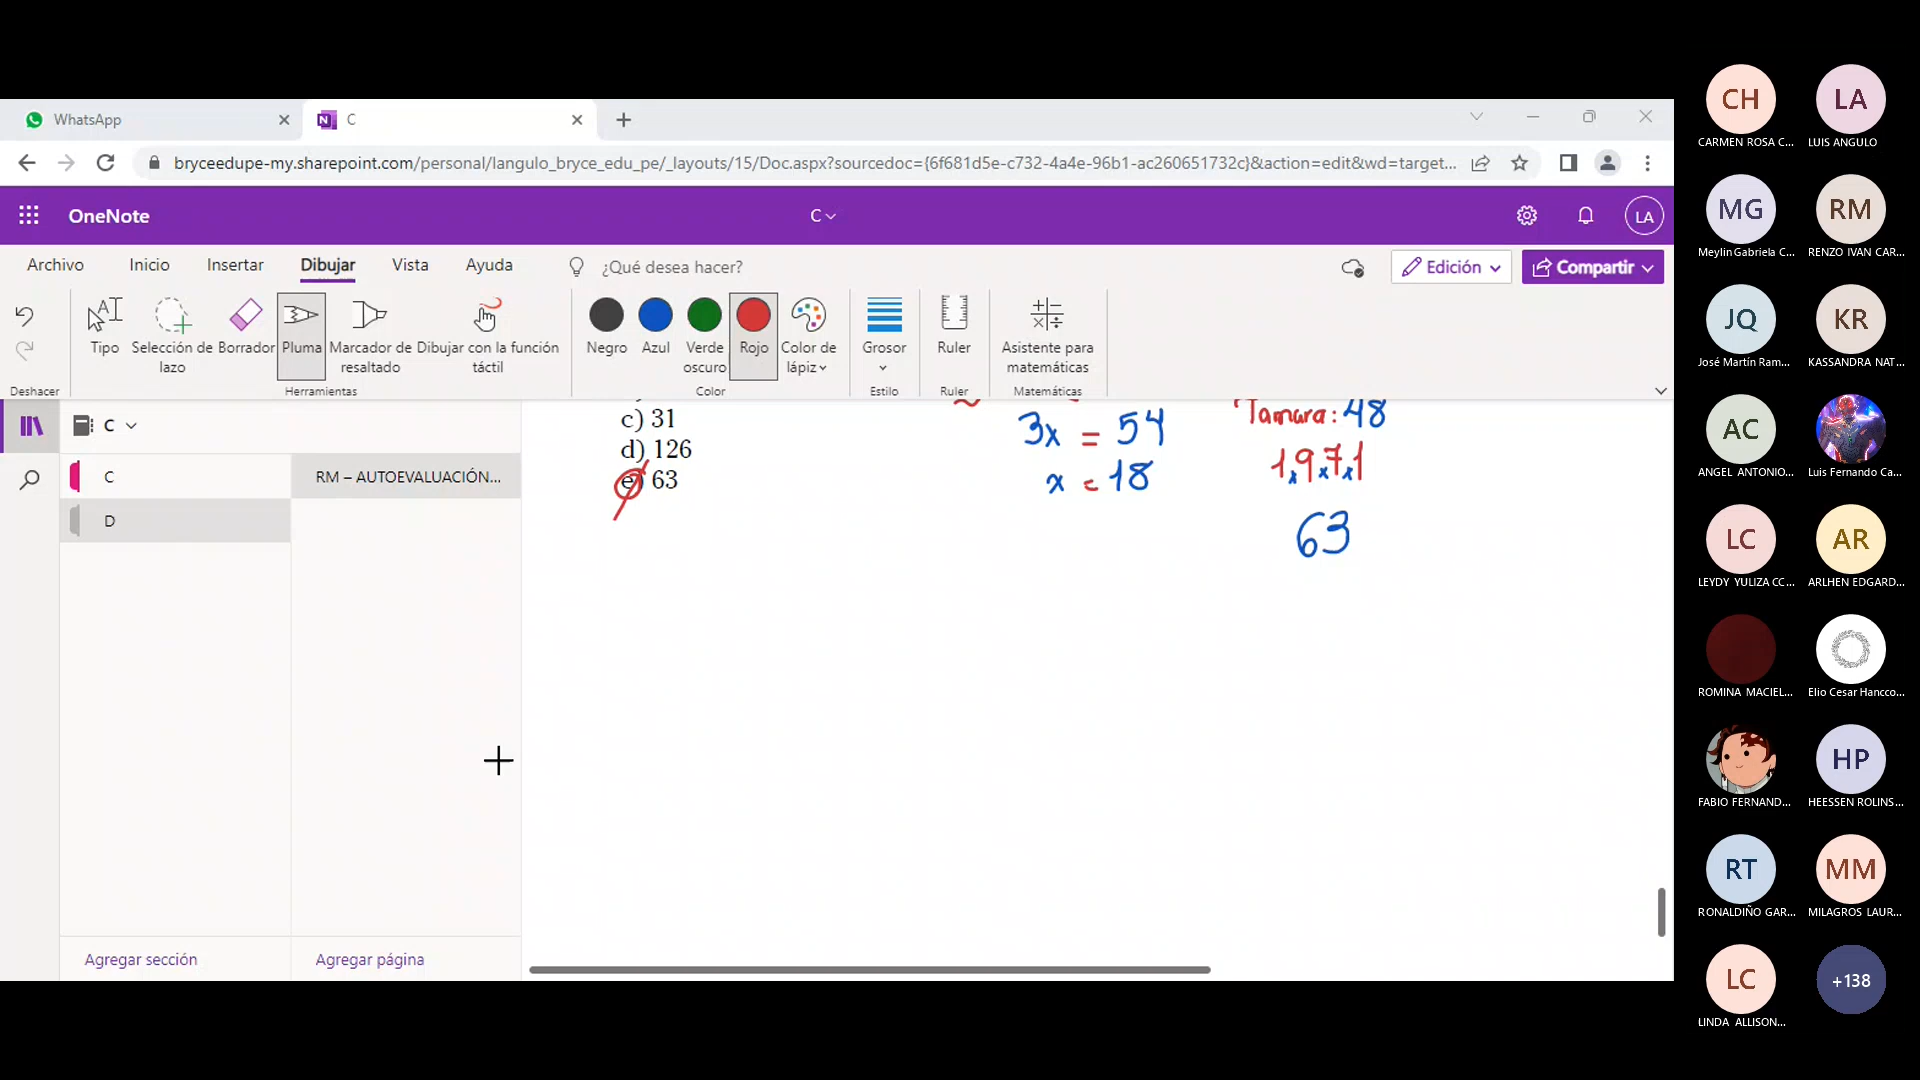 WhatsApp
C
bryceedupe-my.sharepoint.com/personal/langulo_bryce_edu_pe/_layouts/15/Doc.aspx?sourcedoc={6f681d5e-c732-4a4e-96b1-ac260651732c}&action=edit&wd=target...
OneNote
C
LA
Archivo
Inicio
Insertar
Dibujar
Vista
Ayuda
¿Qué desea hacer?
Edición
Compartir
Tipo
Selección de lazo
Borrador
Pluma
Marcador de resaltado
Dibujar con la función táctil
Negro
Azul
Verde oscuro
Rojo
Color de lápiz
Grosor
Ruler
Asistente para matemáticas
Deshacer
Herramientas
Color
Estilo
Ruler
Matemáticas
C
C
D
RM – AUTOEVALUACIÓN...
Agregar sección
Agregar página
c) 31
d) 126
e) 63
3x = 54
x = 18
Tamara: 48
1x9x7x1
63
CH
CARMEN ROSA C...
LA
LUIS ANGULO
MG
Meylin Gabriela C...
RM
RENZO IVAN CAR...
JQ
José Martín Ram...
KR
KASSANDRA NAT...
AC
ANGEL ANTONIO...
Luis Fernando Ca...
LC
LEYDY YULIZA CC...
AR
ARLHEN EDGARD...
ROMINA MACIEL...
Elio Cesar Hancco...
FABIO FERNAND...
HP
HEESSEN ROLINS...
RT
RONALDIÑO GAR...
MM
MILAGROS LAUR...
LC
LINDA ALLISON...
+138